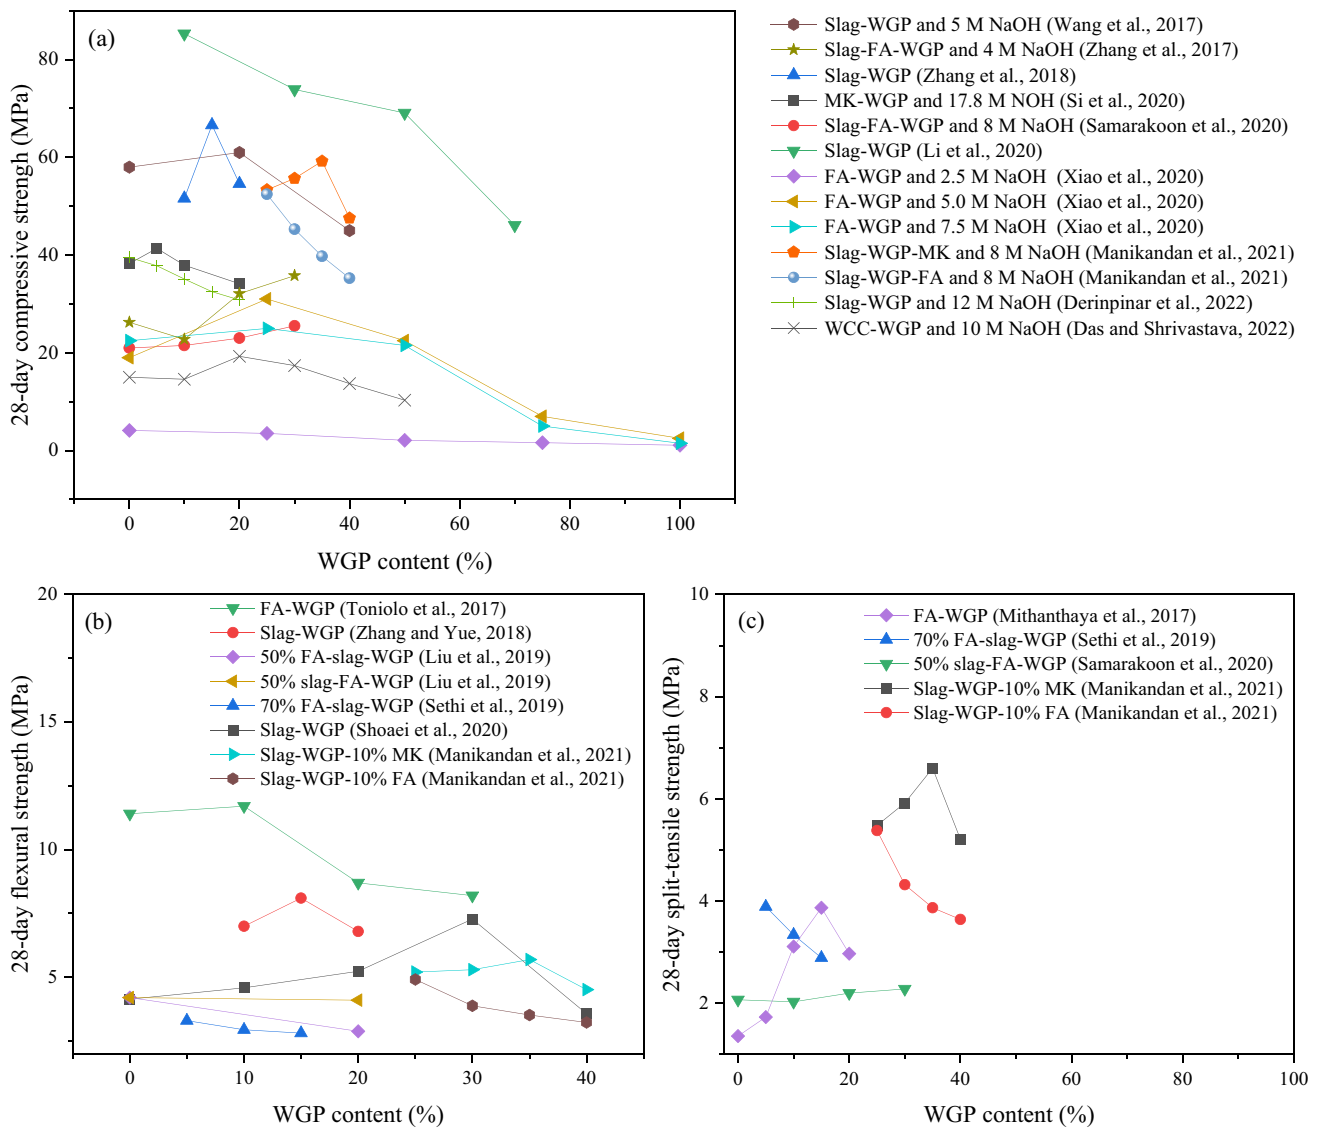 (a)
28-day compressive strengh (MPa)
80
60
40
20
0
0 20 40 60 80 100
WGP content (%)
Slag-WGP and 5 M NaOH (Wang et al., 2017)
Slag-FA-WGP and 4 M NaOH (Zhang et al., 2017)
Slag-WGP (Zhang et al., 2018)
MK-WGP and 17.8 M NOH (Si et al., 2020)
Slag-FA-WGP and 8 M NaOH (Samarakoon et al., 2020)
Slag-WGP (Li et al., 2020)
FA-WGP and 2.5 M NaOH (Xiao et al., 2020)
FA-WGP and 5.0 M NaOH (Xiao et al., 2020)
FA-WGP and 7.5 M NaOH (Xiao et al., 2020)
Slag-WGP-MK and 8 M NaOH (Manikandan et al., 2021)
Slag-WGP-FA and 8 M NaOH (Manikandan et al., 2021)
Slag-WGP and 12 M NaOH (Derinpinar et al., 2022)
WCC-WGP and 10 M NaOH (Das and Shrivastava, 2022)
(b)
28-day flexural strength (MPa)
20
15
10
5
0 10 20 30 40
WGP content (%)
FA-WGP (Toniolo et al., 2017)
Slag-WGP (Zhang and Yue, 2018)
50% FA-slag-WGP (Liu et al., 2019)
50% slag-FA-WGP (Liu et al., 2019)
70% FA-slag-WGP (Sethi et al., 2019)
Slag-WGP (Shoaei et al., 2020)
Slag-WGP-10% MK (Manikandan et al., 2021)
Slag-WGP-10% FA (Manikandan et al., 2021)
(c)
28-day split-tensile strength (MPa)
10
8
6
4
2
0 20 40 60 80 100
WGP content (%)
FA-WGP (Mithanthaya et al., 2017)
70% FA-slag-WGP (Sethi et al., 2019)
50% slag-FA-WGP (Samarakoon et al., 2020)
Slag-WGP-10% MK (Manikandan et al., 2021)
Slag-WGP-10% FA (Manikandan et al., 2021)